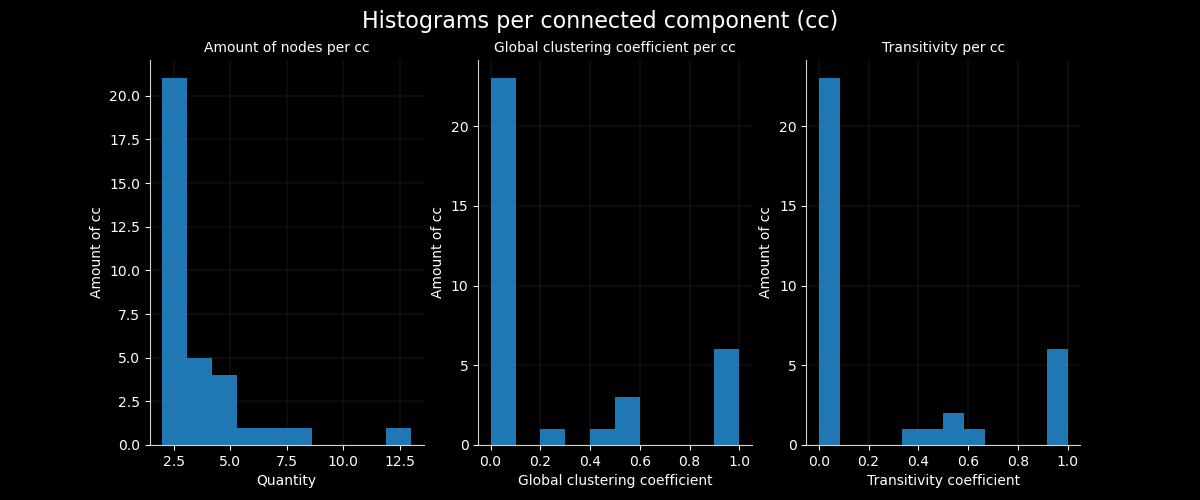 Histograms per connected component (cc)
Amount of nodes per cc
Amount of cc
20.0
17.5
15.0
12.5
10.0
7.5
5.0
2.5
0.0
2.5 5.0 7.5 10.0 12.5
Quantity
Global clustering coefficient per cc
Amount of cc
20
15
10
5
0
0.0 0.2 0.4 0.6 0.8 1.0
Global clustering coefficient
Transitivity per cc
Amount of cc
20
15
10
5
0
0.0 0.2 0.4 0.6 0.8 1.0
Transitivity coefficient